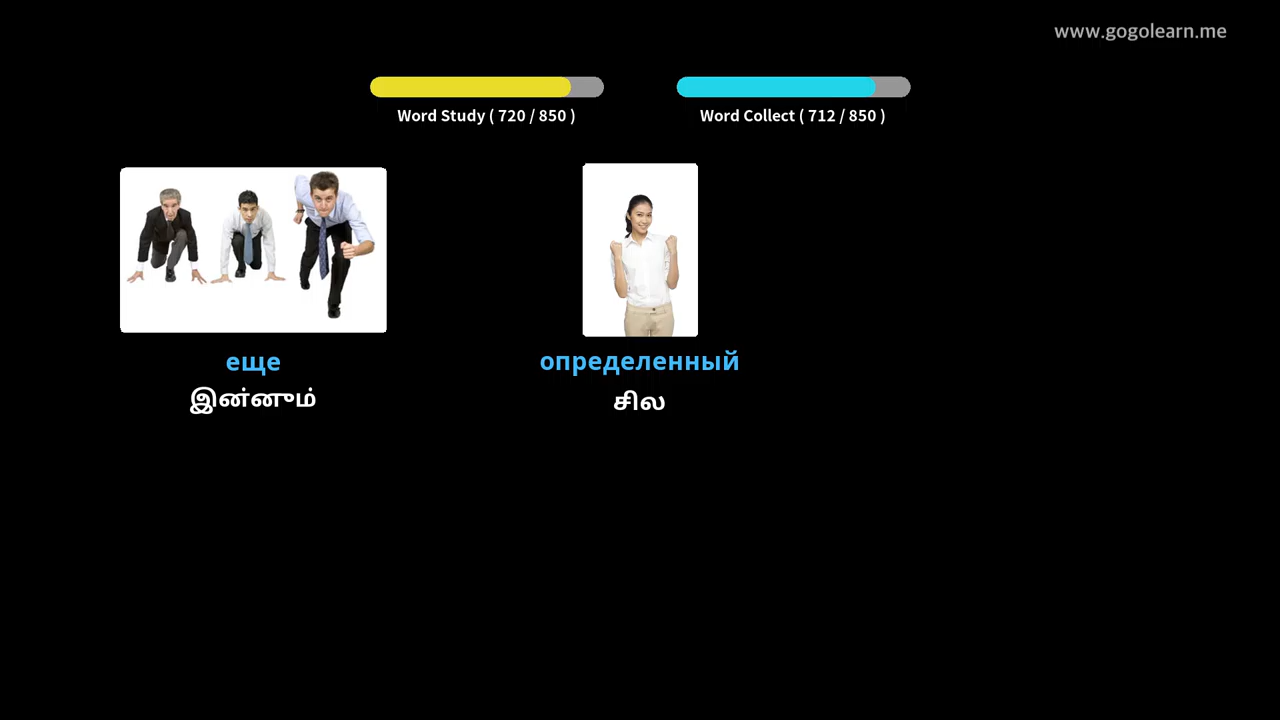 www.gogolearn.me
Word Study ( 720 / 850 )
Word Collect ( 712 / 850 )
еще
இன்னும்
определенный
சில